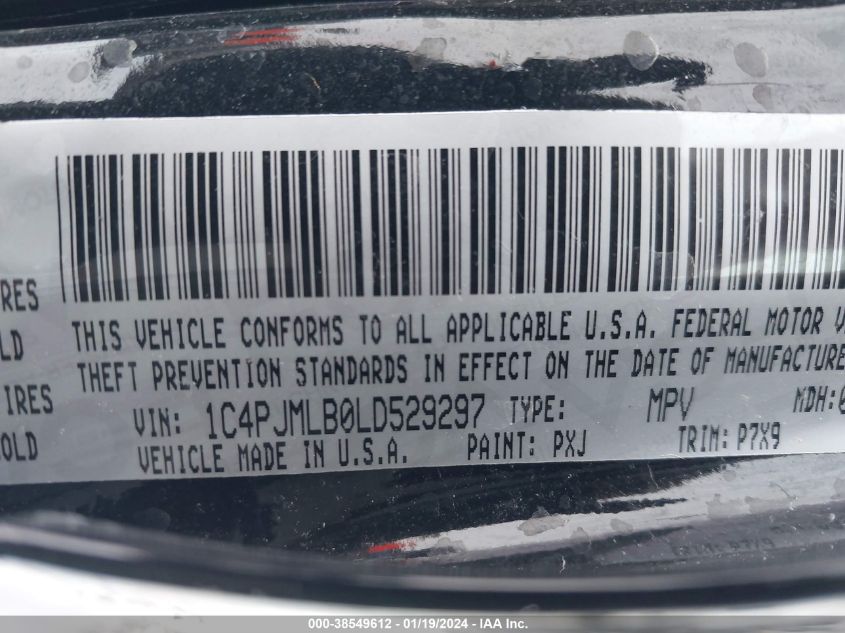 THIS VEHICLE CONFORMS TO ALL APPLICABLE U.S.A. FEDERAL MOTOR V
THEFT PREVENTION STANDARDS IN EFFECT ON THE DATE OF MANUFACTURE
VIN: 1C4PJMLB0LD529297 TYPE: MPV MDH:0
VEHICLE MADE IN U.S.A. PAINT: PXJ TRIM: P7X9
RES
LD
IRES
OLD
000-38549612 - 01/19/2024 - IAA Inc.